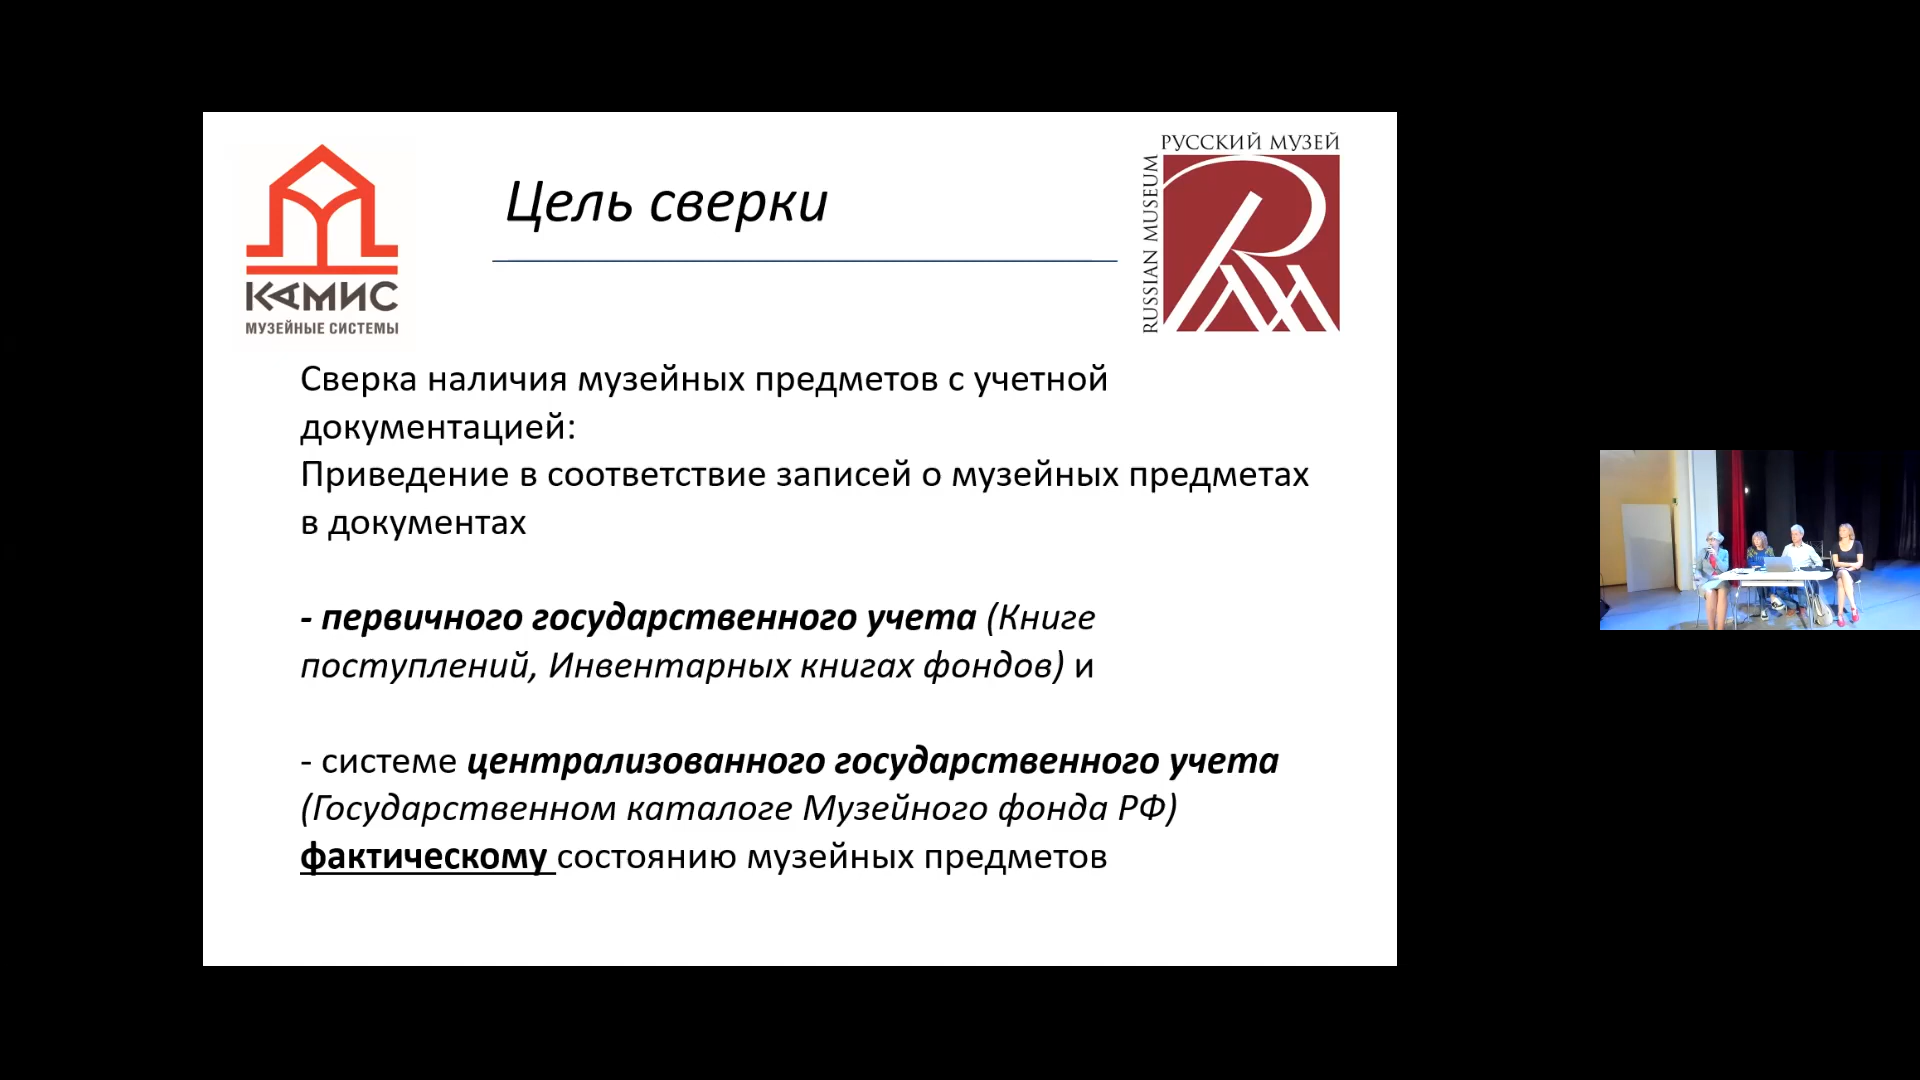 КАМИС
МУЗЕЙНЫЕ СИСТЕМЫ
Цель сверки
РУССКИЙ МУЗЕЙ
RUSSIAN MUSEUM
Сверка наличия музейных предметов с учетной
документацией:
Приведение в соответствие записей о музейных предметах
в документах
- первичного государственного учета (Книге
поступлений, Инвентарных книгах фондов) и
- системе централизованного государственного учета
(Государственном каталоге Музейного фонда РФ)
фактическому состоянию музейных предметов